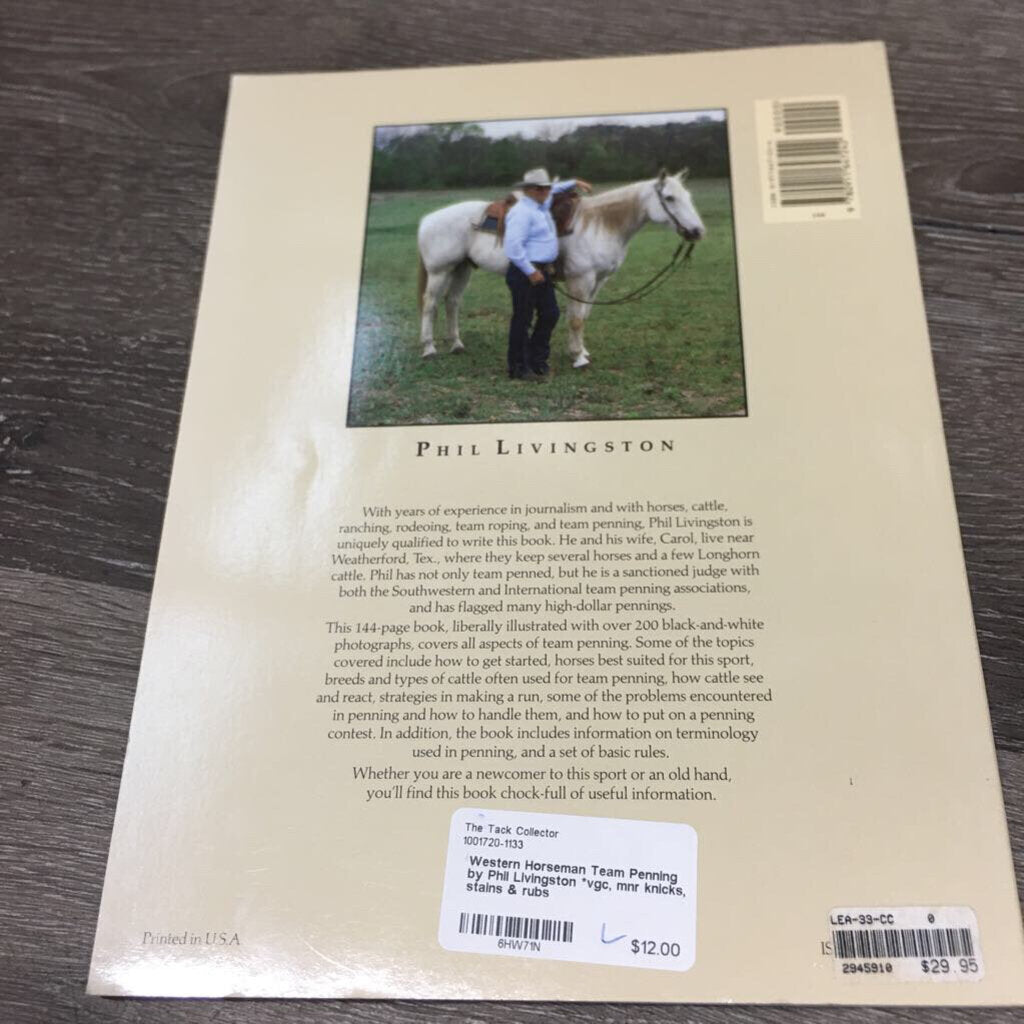 PHIL LIVINGSTON
With years of experience in journalism and with horses, cattle,
ranching, rodeoing, team roping, and team penning, Phil Livingston is
uniquely qualified to write this book. He and his wife, Carol, live near
Weatherford, Tex., where they keep several horses and a few Longhorn
cattle. Phil has not only team penned, but he is a sanctioned judge with
both the Southwestern and International team penning associations,
and has flagged many high-dollar pennings.
This 144-page book, liberally illustrated with over 200 black-and-white
photographs, covers all aspects of team penning. Some of the topics
covered include how to get started, horses best suited for this sport,
breeds and types of cattle often used for team penning, how cattle see
and react, strategies in making a run, some of the problems encountered
in penning and how to handle them, and how to put on a penning
contest. In addition, the book includes information on terminology
used in penning, and a set of basic rules.
Whether you are a newcomer to this sport or an old hand,
you'll find this book chock-full of useful information.
The Tack Collector
1001720-1133
Western Horseman Team Penning
by Phil Livingston *vgc, mnr knicks,
stains & rubs
6HW71N
$12.00
Printed in U.S.A.
LEA-33-CC 0
IS
2945910 $29.95